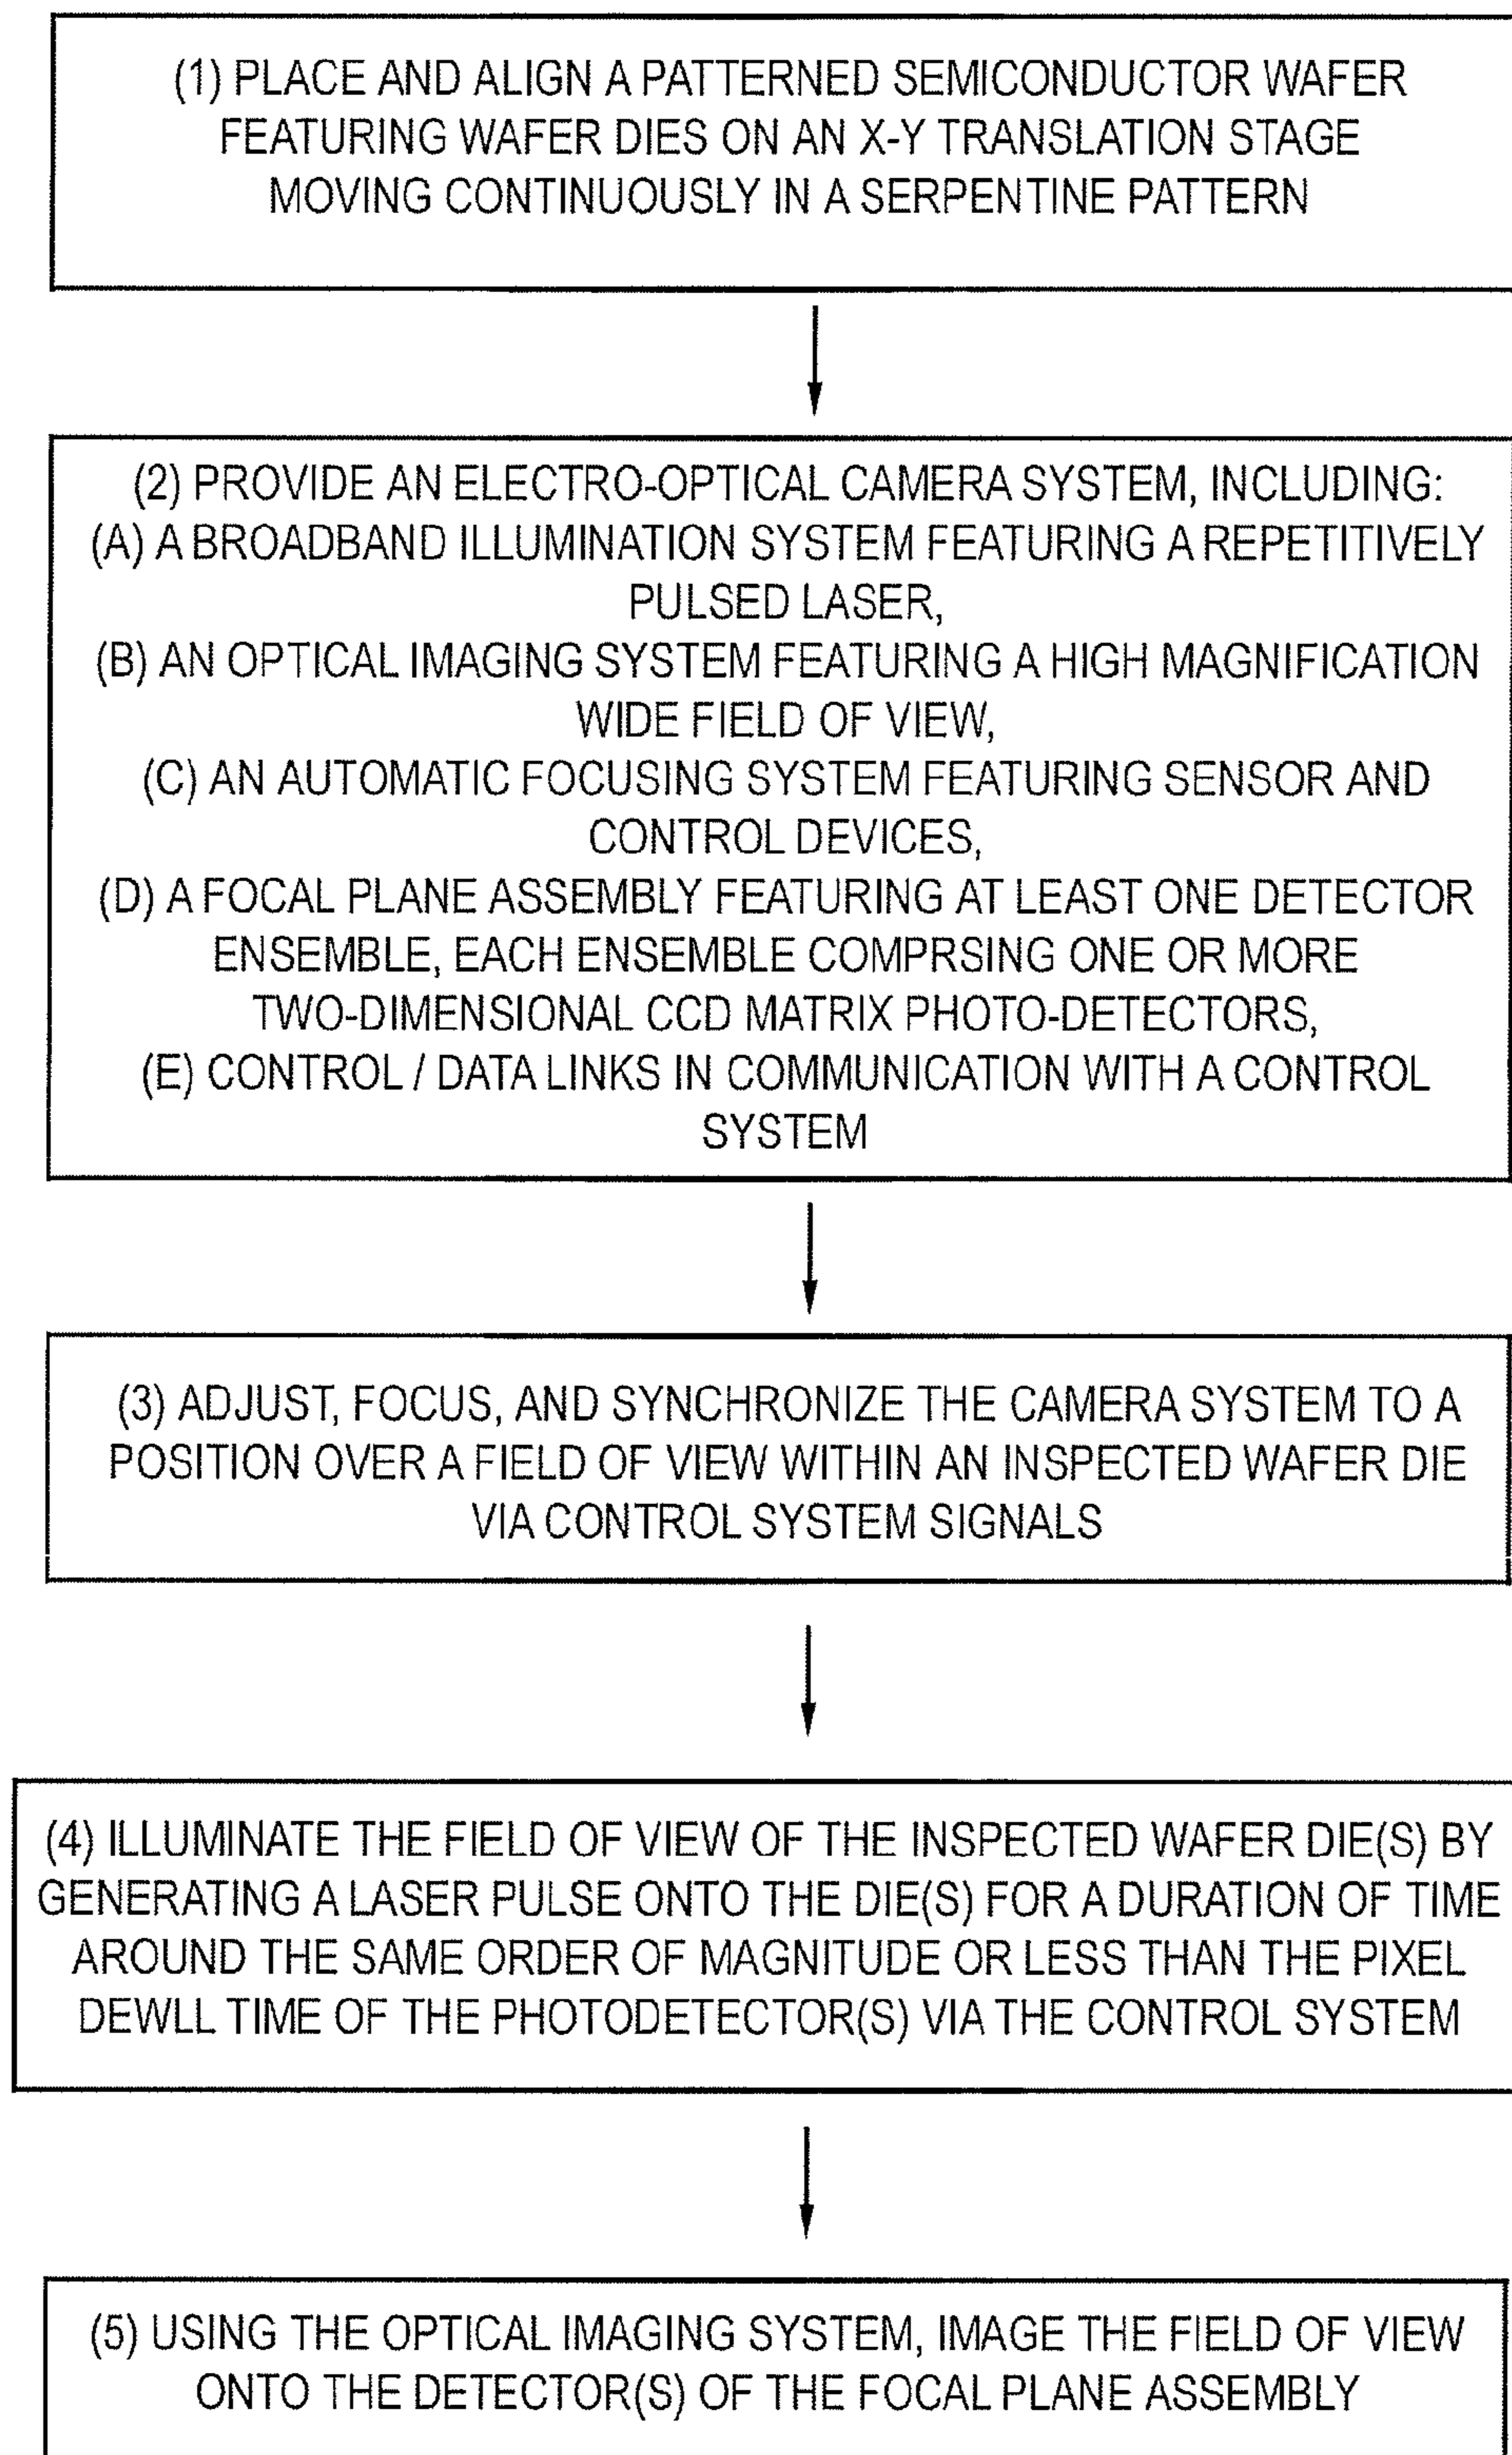 (1) PLACE AND ALIGN A PATTERNED SEMICONDUCTOR WAFER
FEATURING WAFER DIES ON AN X-Y TRANSLATION STAGE
MOVING CONTINUOUSLY IN A SERPENTINE PATTERN
(2) PROVIDE AN ELECTRO-OPTICAL CAMERA SYSTEM, INCLUDING:
(A) A BROADBAND ILLUMINATION SYSTEM FEATURING A REPETITIVELY
PULSED LASER,
(B) AN OPTICAL IMAGING SYSTEM FEATURING A HIGH MAGNIFICATION
WIDE FIELD OF VIEW,
(C) AN AUTOMATIC FOCUSING SYSTEM FEATURING SENSOR AND
CONTROL DEVICES,
(D) A FOCAL PLANE ASSEMBLY FEATURING AT LEAST ONE DETECTOR
ENSEMBLE, EACH ENSEMBLE COMPRSING ONE OR MORE
TWO-DIMENSIONAL CCD MATRIX PHOTO-DETECTORS,
(E) CONTROL / DATA LINKS IN COMMUNICATION WITH A CONTROL
SYSTEM
(3) ADJUST, FOCUS, AND SYNCHRONIZE THE CAMERA SYSTEM TO A
POSITION OVER A FIELD OF VIEW WITHIN AN INSPECTED WAFER DIE
VIA CONTROL SYSTEM SIGNALS
(4) ILLUMINATE THE FIELD OF VIEW OF THE INSPECTED WAFER DIE(S) BY
GENERATING A LASER PULSE ONTO THE DIE(S) FOR A DURATION OF TIME
AROUND THE SAME ORDER OF MAGNITUDE OR LESS THAN THE PIXEL
DEWLL TIME OF THE PHOTODETECTOR(S) VIA THE CONTROL SYSTEM
(5) USING THE OPTICAL IMAGING SYSTEM, IMAGE THE FIELD OF VIEW
ONTO THE DETECTOR(S) OF THE FOCAL PLANE ASSEMBLY